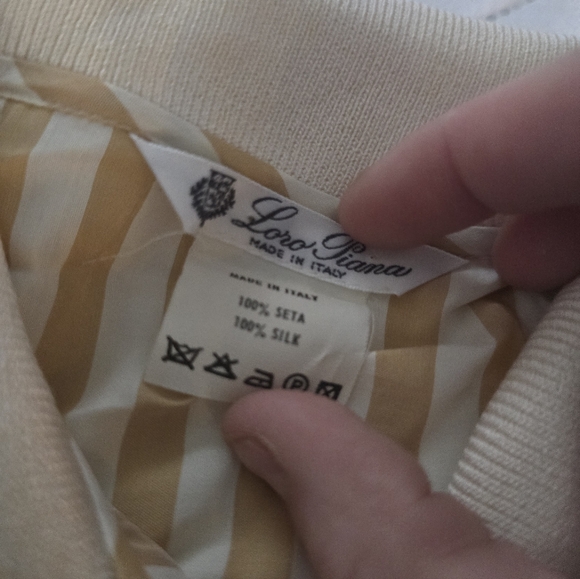 Loro Piana
MADE IN ITALY
MADE IN ITALY
100% SETA
100% SILK
P